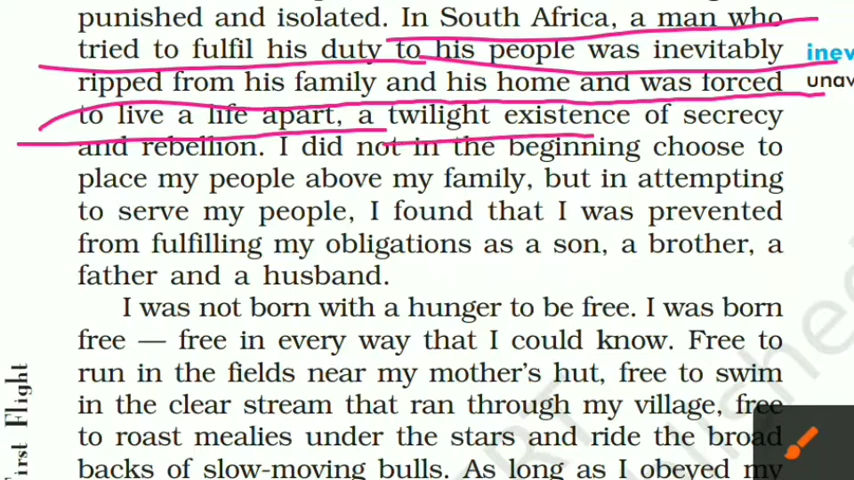 punished and isolated. In South Africa, a man who
tried to fulfil his duty to his people was inevitably
inev
ripped from his family and his home and was forced
unav
to live a life apart, a twilight existence of secrecy
and rebellion. I did not in the beginning choose to
place my people above my family, but in attempting
to serve my people, I found that I was prevented
from fulfilling my obligations as a son, a brother, a
father and a husband.
I was not born with a hunger to be free. I was born
free — free in every way that I could know. Free to
run in the fields near my mother's hut, free to swim
in the clear stream that ran through my village, free
to roast mealies under the stars and ride the broad
backs of slow-moving bulls. As long as I obeyed my
First Flight